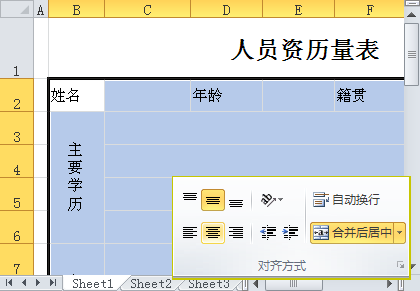 A B C D E F
1 人员资历量表
2 姓名 年龄 籍贯
3
主
要
4
学
5 历
自动换行
6
合并后居中
7
对齐方式
Sheet1 Sheet2 Sheet3